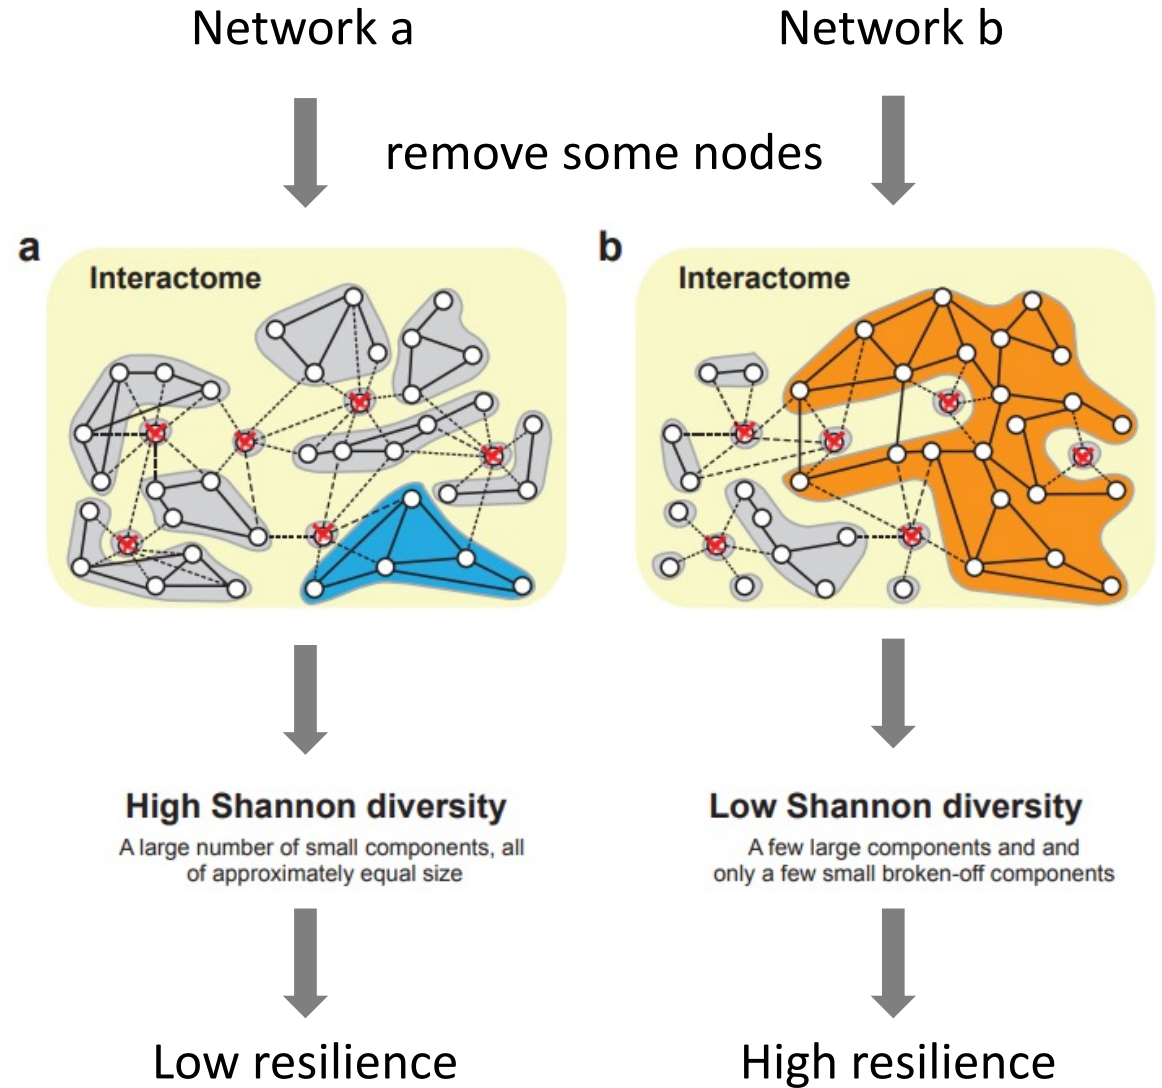 Network a
Network b
remove some nodes
a
Interactome
b
Interactome
High Shannon diversity
A large number of small components, all
of approximately equal size
Low Shannon diversity
A few large components and and
only a few small broken-off components
Low resilience
High resilience